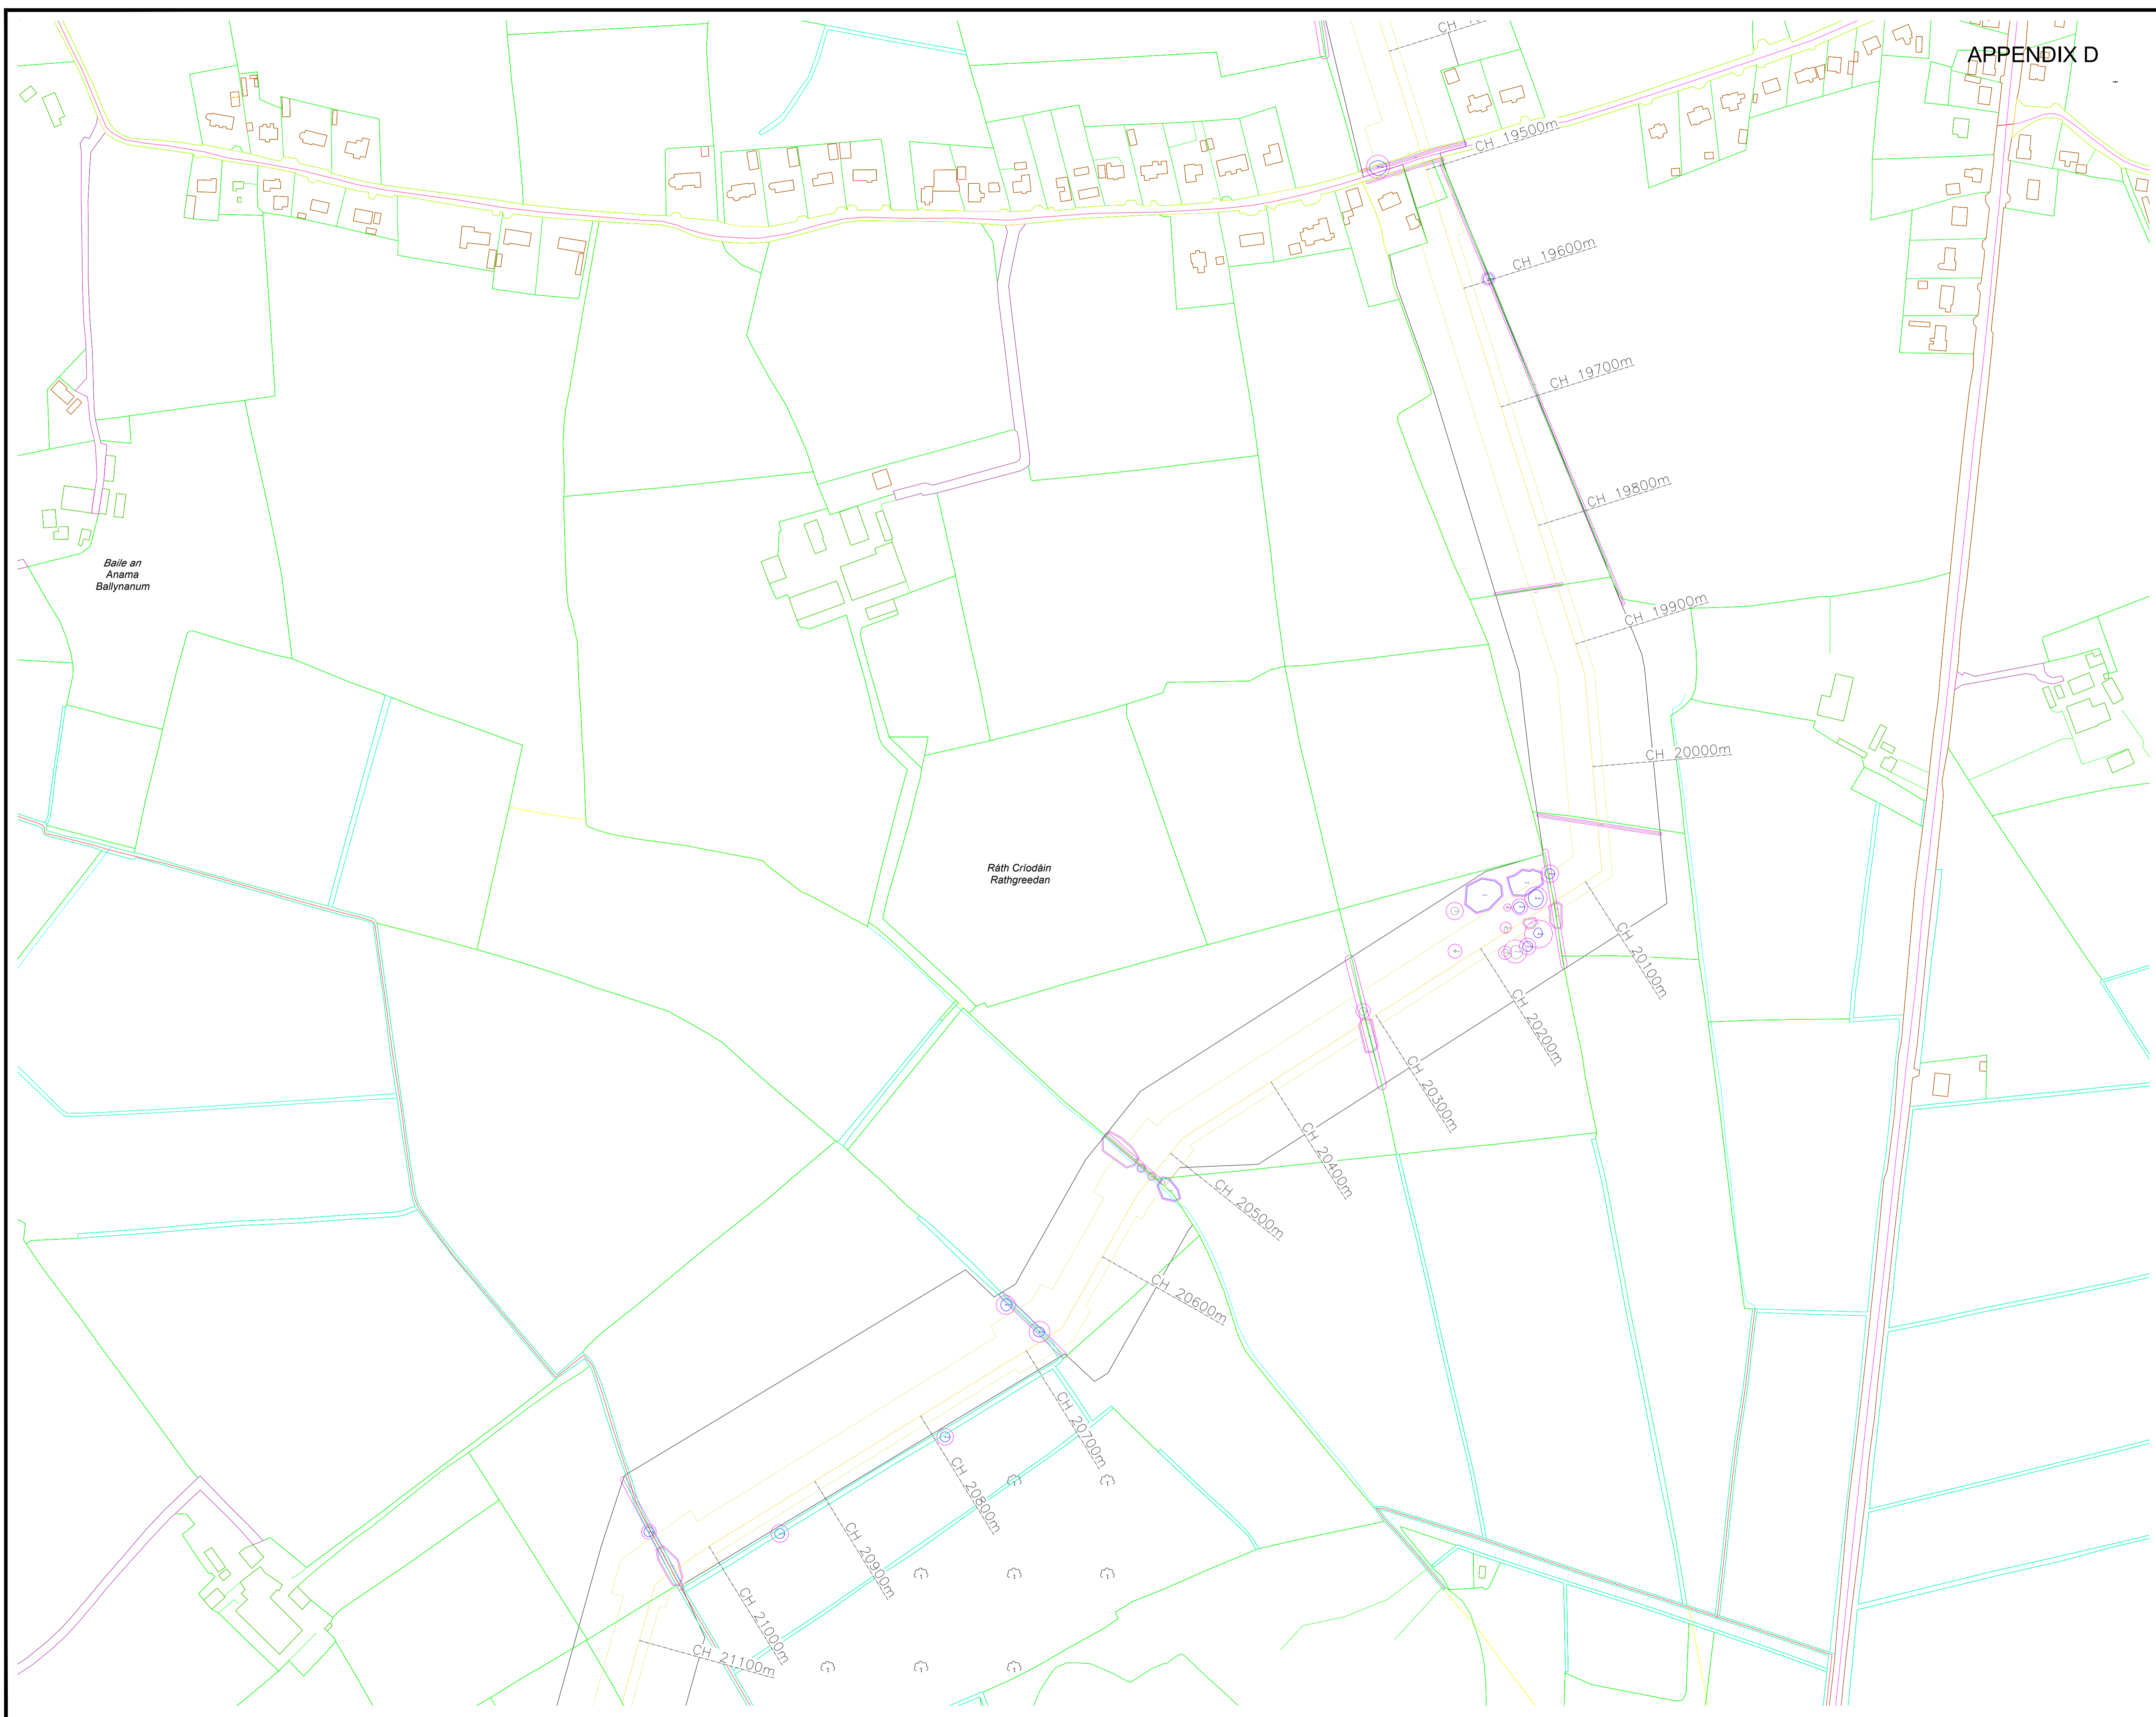 APPENDIX D
CH 19500m
CH 19600m
CH 19700m
CH 19800m
CH 19900m
CH 20000m
Baile an
Anama
Ballynanum
Ráth Críodáin
Rathgreedan
CH 20100m
CH 20200m
CH 20300m
CH 20400m
CH 20500m
CH 20600m
CH 20700m
CH 20800m
CH 20900m
CH 21000m
CH 21100m